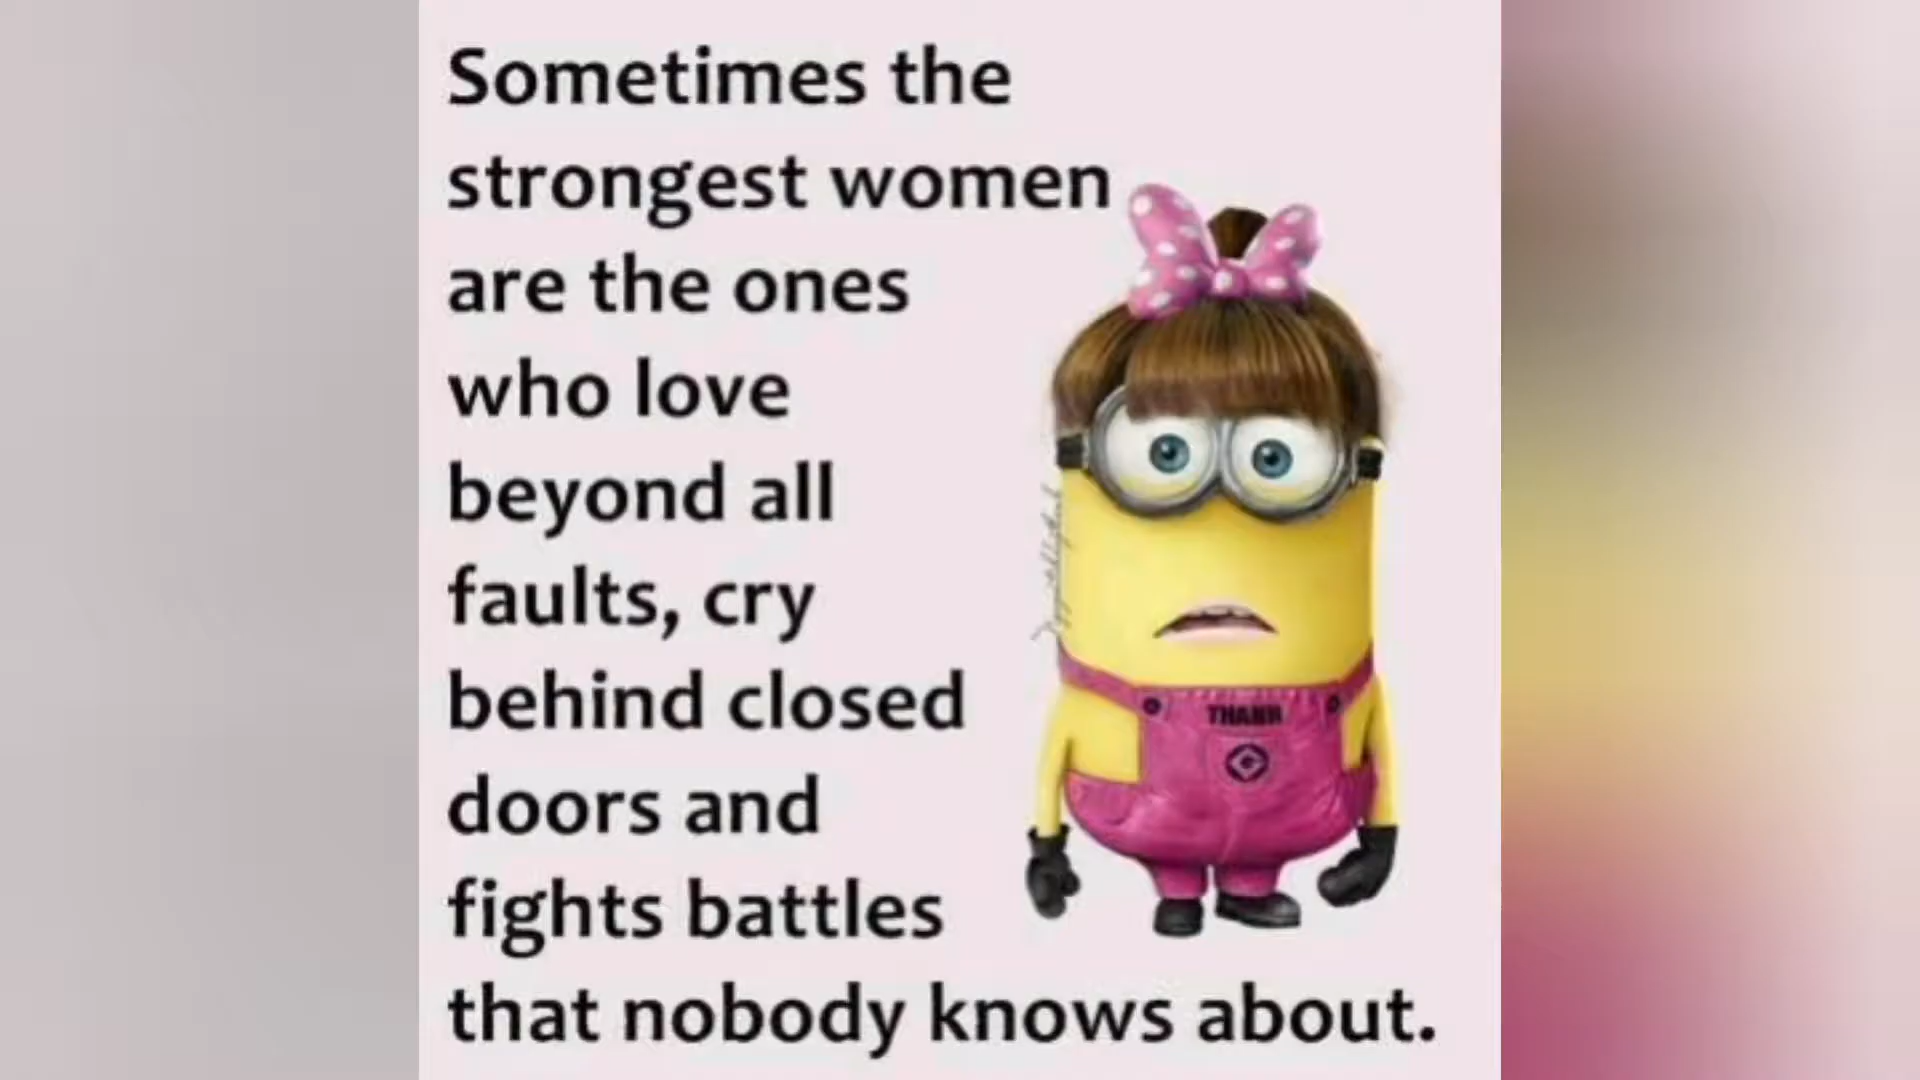 Sometimes the
strongest women
are the ones
who love
beyond all
faults, cry
behind closed
doors and
fights battles
that nobody knows about.